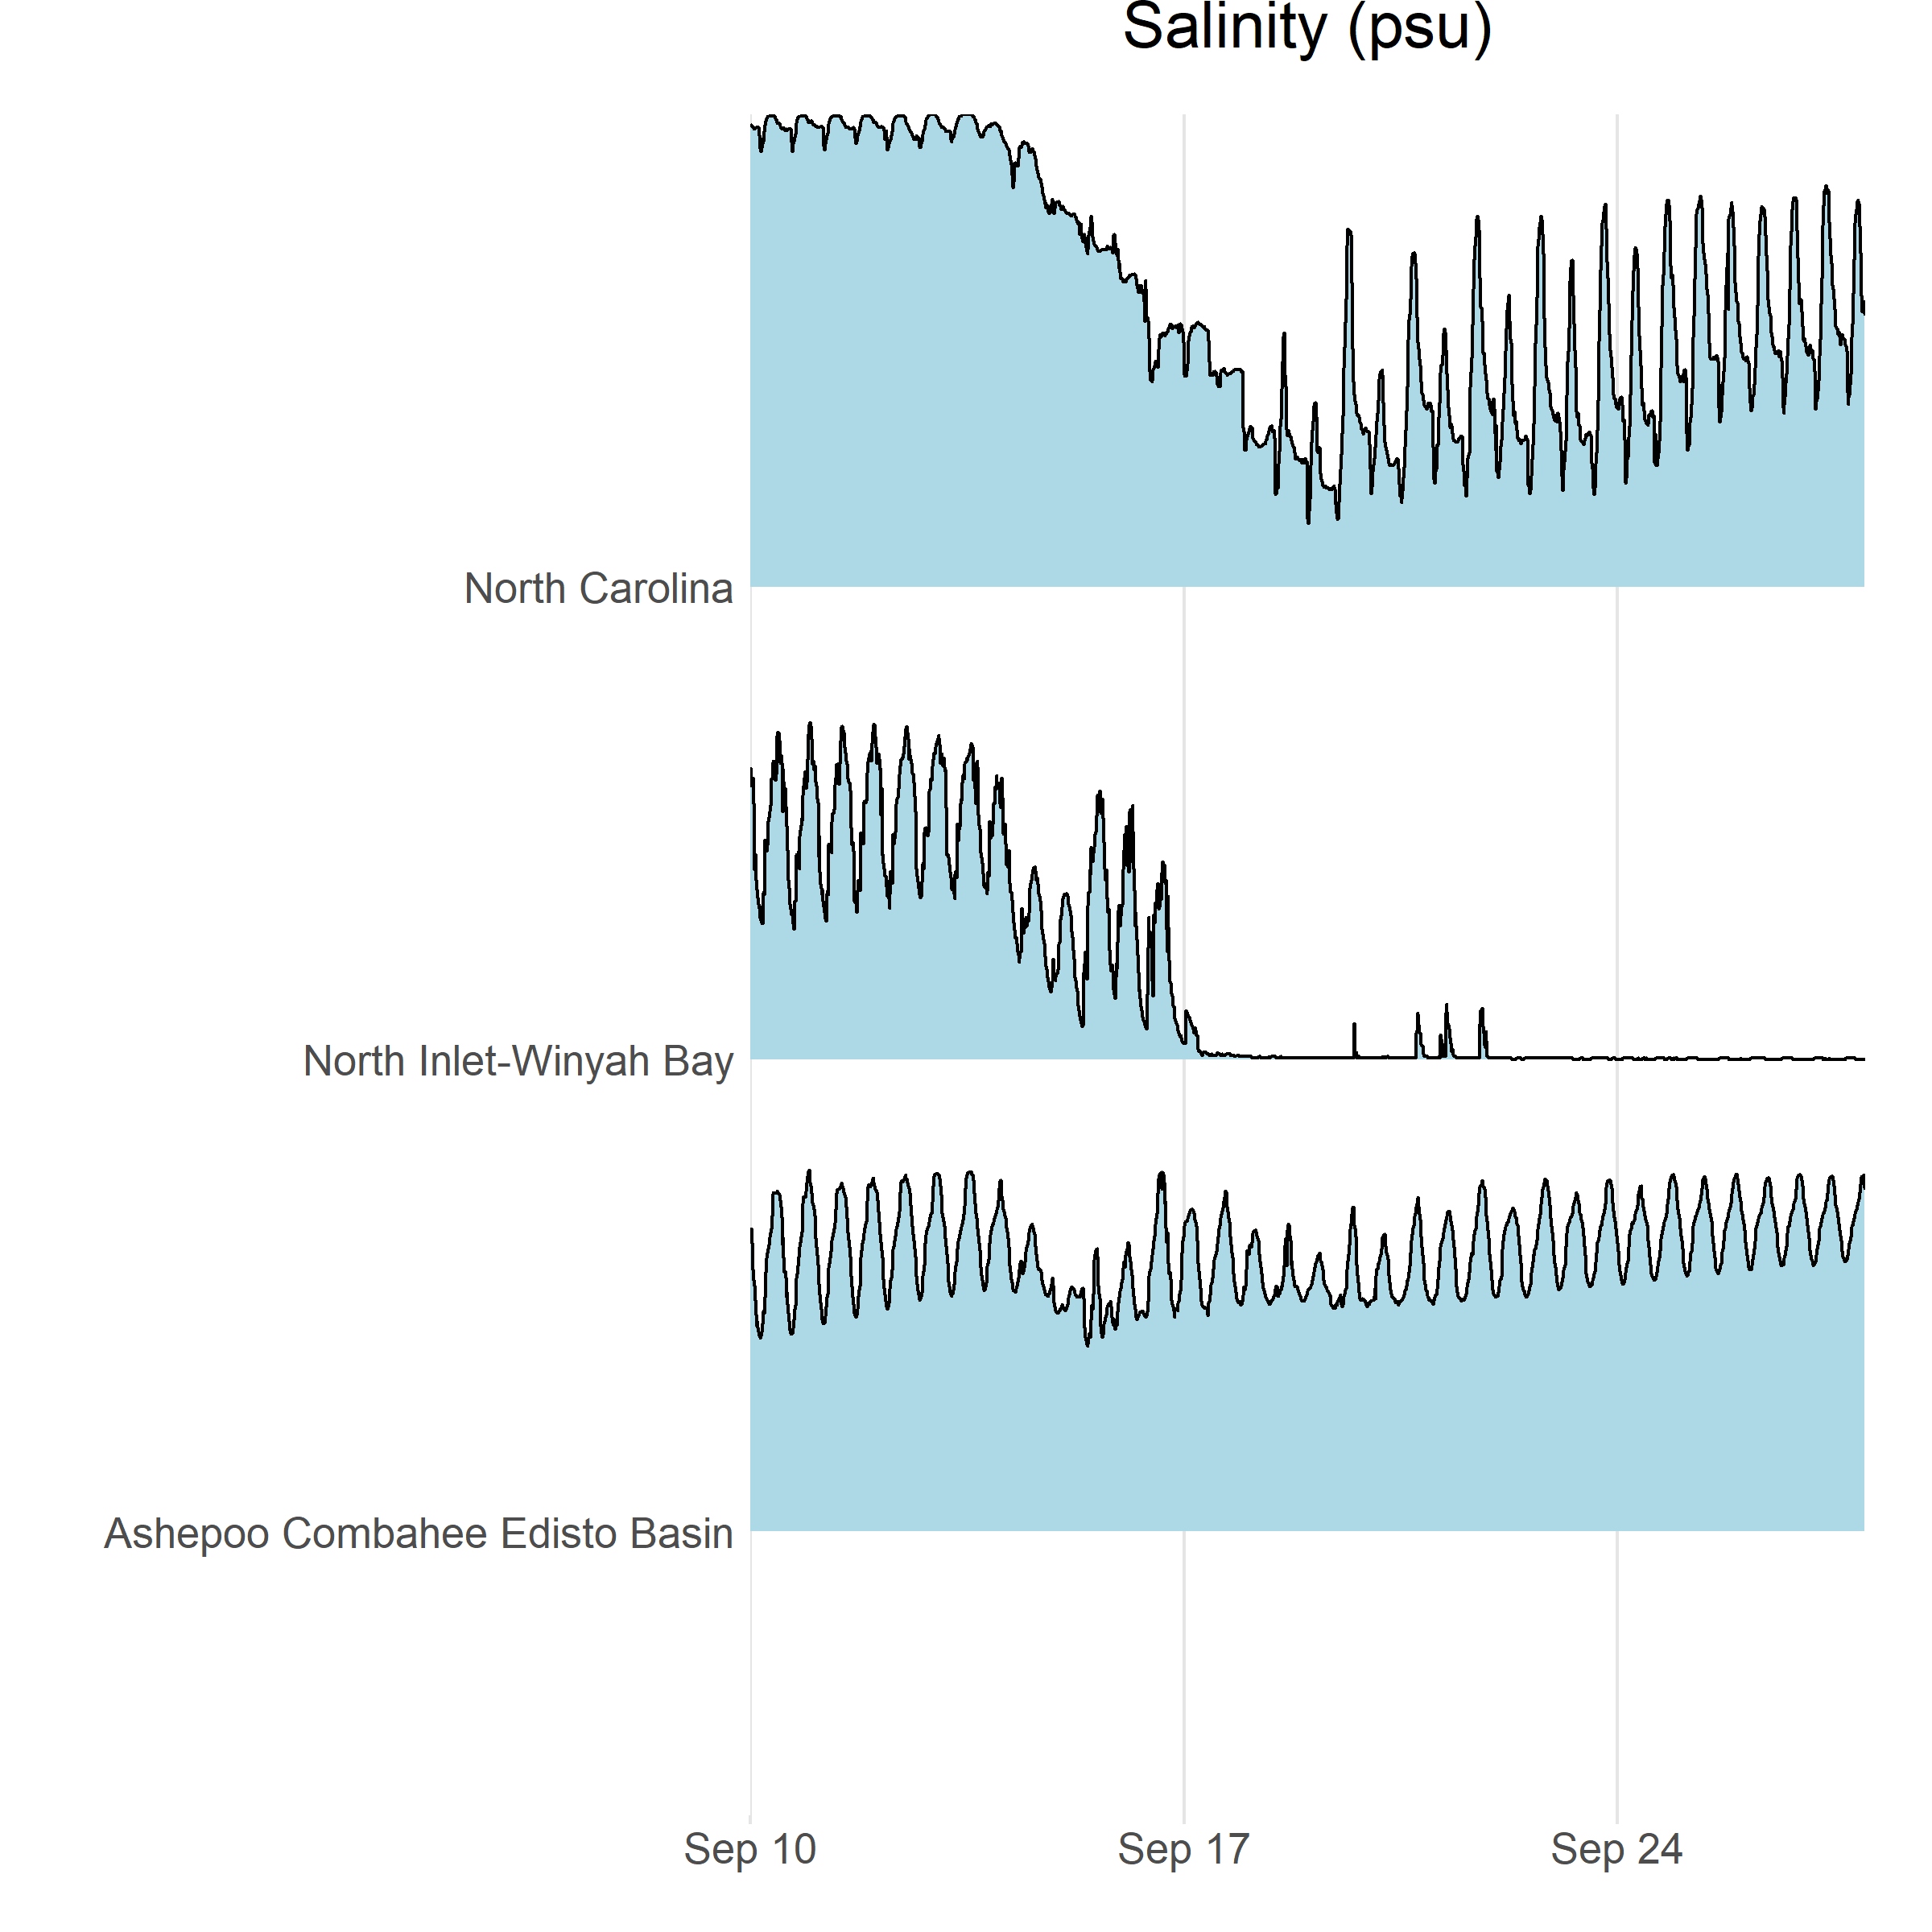 Salinity (psu)
North Carolina
North Inlet-Winyah Bay
Ashepoo Combahee Edisto Basin
Sep 10 Sep 17 Sep 24